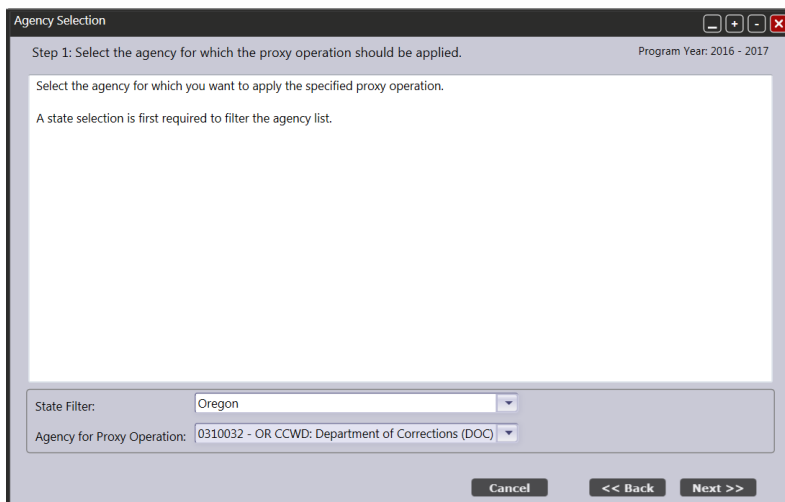 Agency Selection
Step 1: Select the agency for which the proxy operation should be applied.
Program Year: 2016 - 2017
Select the agency for which you want to apply the specified proxy operation.
A state selection is first required to filter the agency list.
State Filter:
Oregon
Agency for Proxy Operation:
0310032 - OR CCWD: Department of Corrections (DOC)
Cancel
<< Back
Next >>